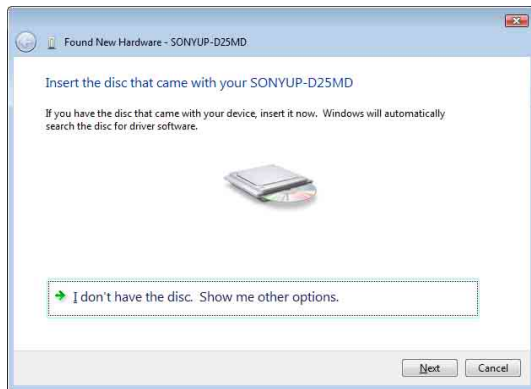 Found New Hardware - SONYUP-D25MD
Insert the disc that came with your SONYUP-D25MD
If you have the disc that came with your device, insert it now. Windows will automatically
search the disc for driver software.
I don't have the disc. Show me other options.
Next Cancel